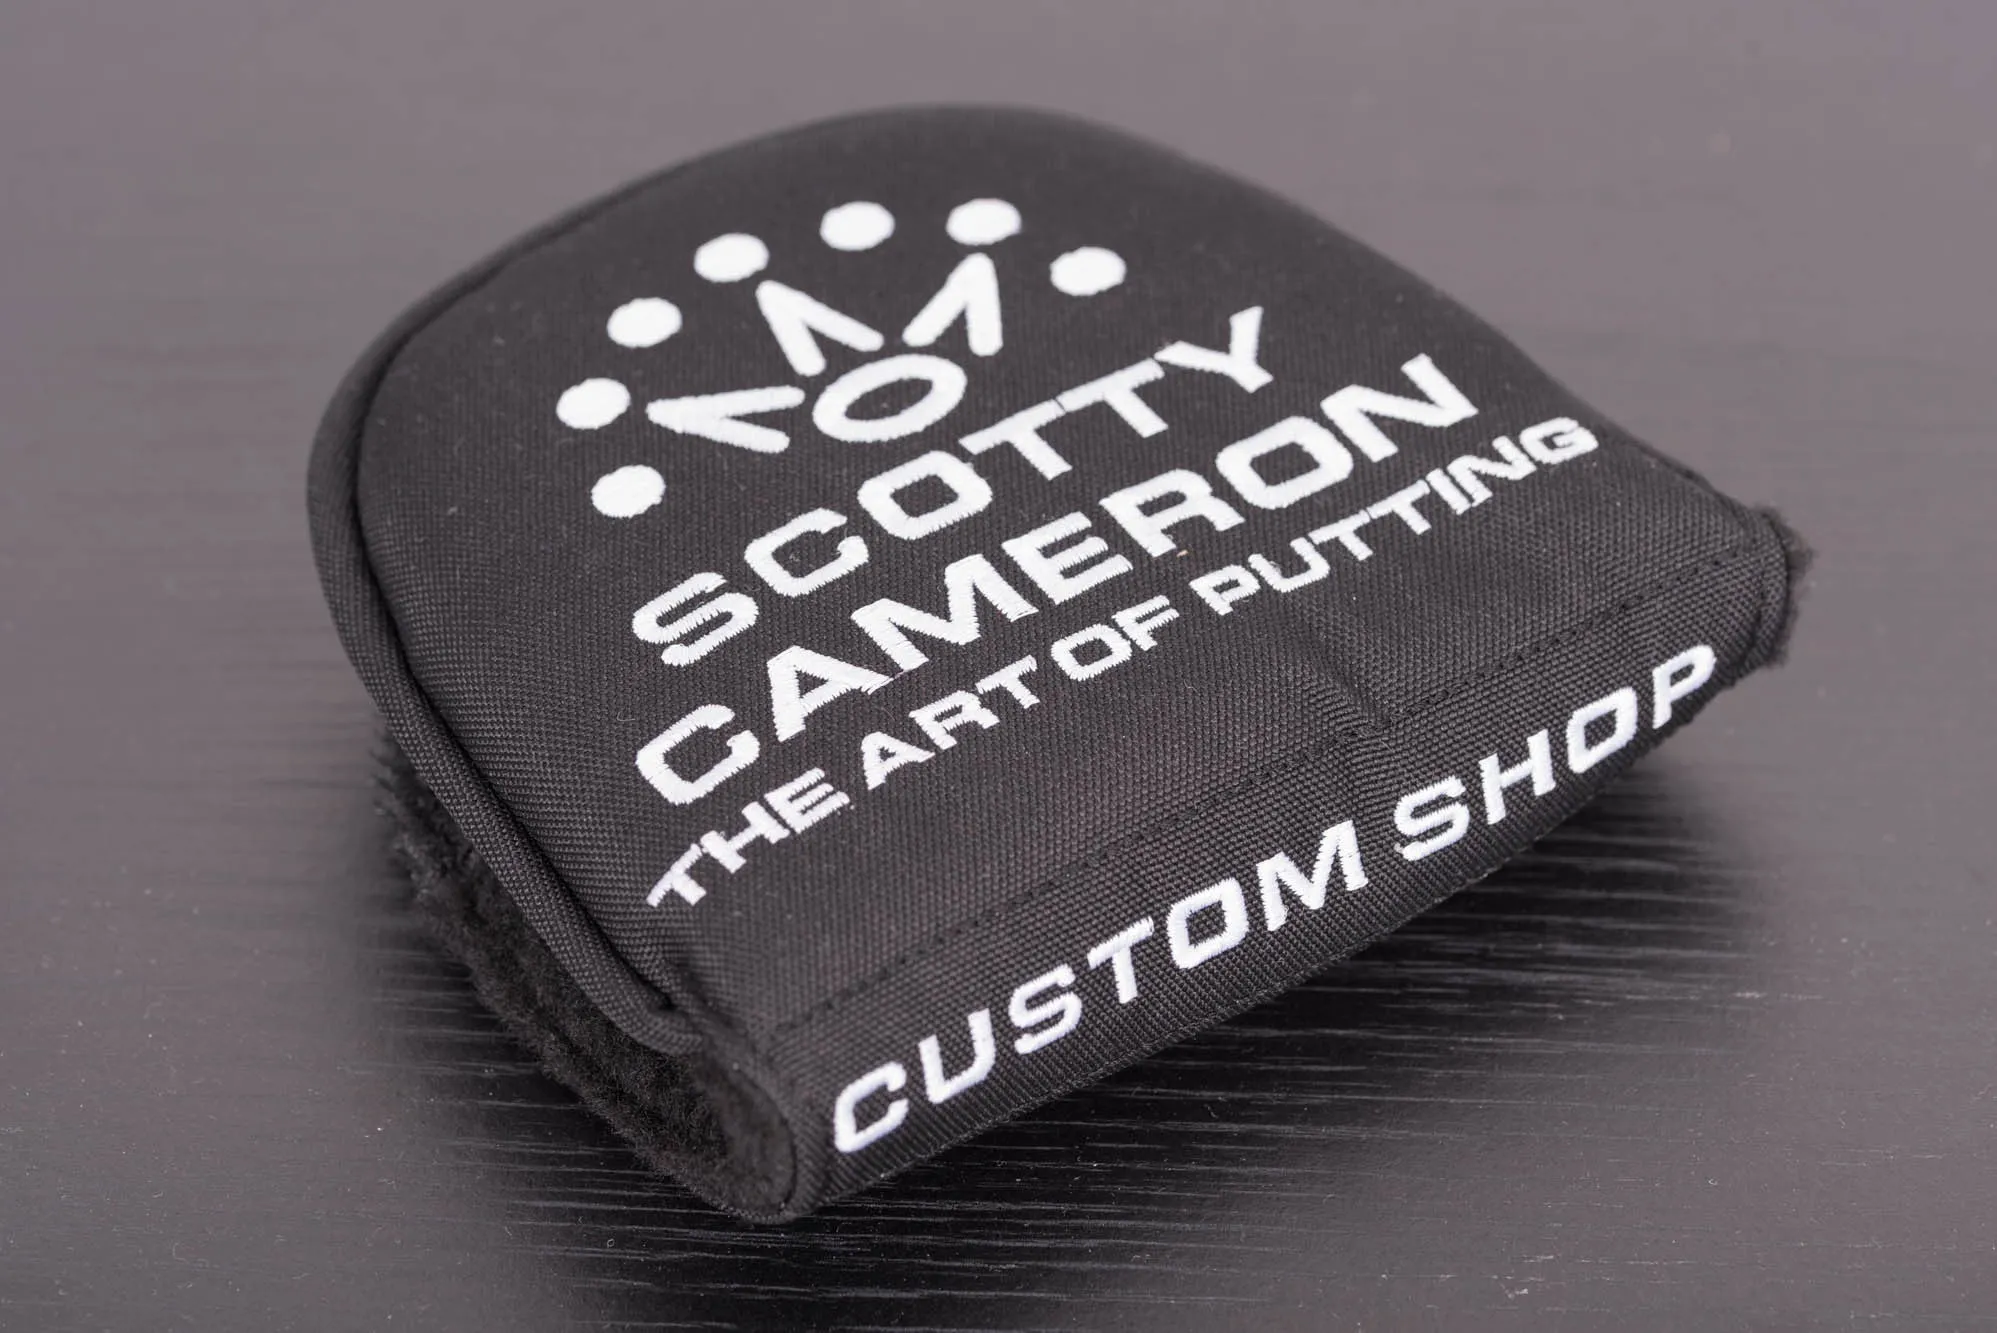 SCOTTY
CAMERON
THE ART OF PUTTING
CUSTOM SHOP